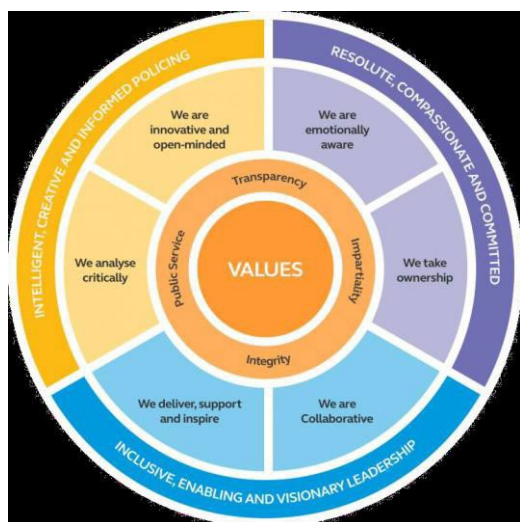 INTELLIGENT, CREATIVE AND INFORMED POLICING
RESOLUTE, COMPASSIONATE AND COMMITTED
We are
innovative and
open-minded
We are
emotionally
aware
Transparency
We analyse
critically
Public Service
VALUES
Impartiality
We take
ownership
Integrity
We deliver, support
and inspire
We are
Collaborative
INCLUSIVE, ENABLING AND VISIONARY LEADERSHIP